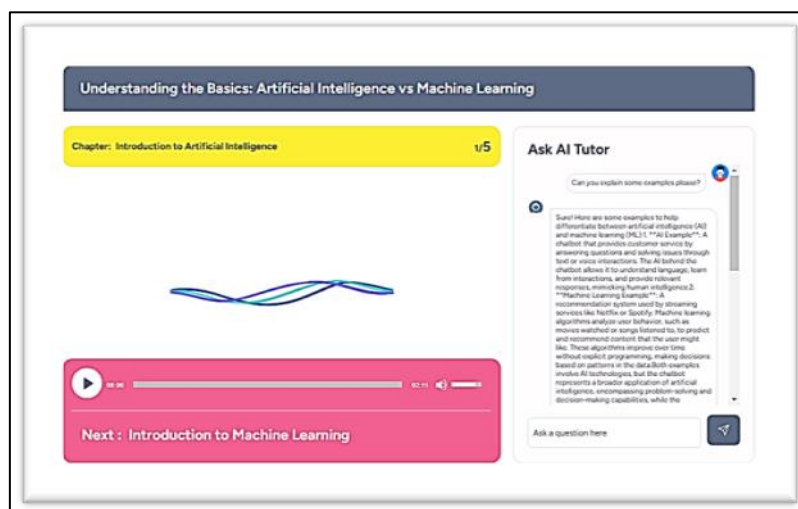 Understanding the Basics: Artificial Intelligence vs Machine Learning
Chapter: Introduction to Artificial Intelligence
1/5
00:00
02:11
Next : Introduction to Machine Learning
Ask AI Tutor
Can you explain some examples please?
Sure! Here are some examples to help
differentiate between artificial intelligence (AI)
and machine learning (ML):1. **AI Example**: A
chatbot that provides customer service by
answering questions and solving issues through
text or voice interactions. The AI behind the
chatbot allows it to understand language, learn
from interactions, and provide relevant
responses, mimicking human intelligence.2.
**Machine Learning Example**: A
recommendation system used by streaming
services like Netflix or Spotify. Machine learning
algorithms analyze user behavior, such as
movies watched or songs listened to, to predict
and recommend content that the user might
like. These algorithms improve over time
without explicit programming, making decisions
based on patterns in the data.Both examples
involve AI technologies, but the chatbot
represents a broader application of artificial
intelligence, encompassing problem-solving and
decision-making capabilities, while the
Ask a question here